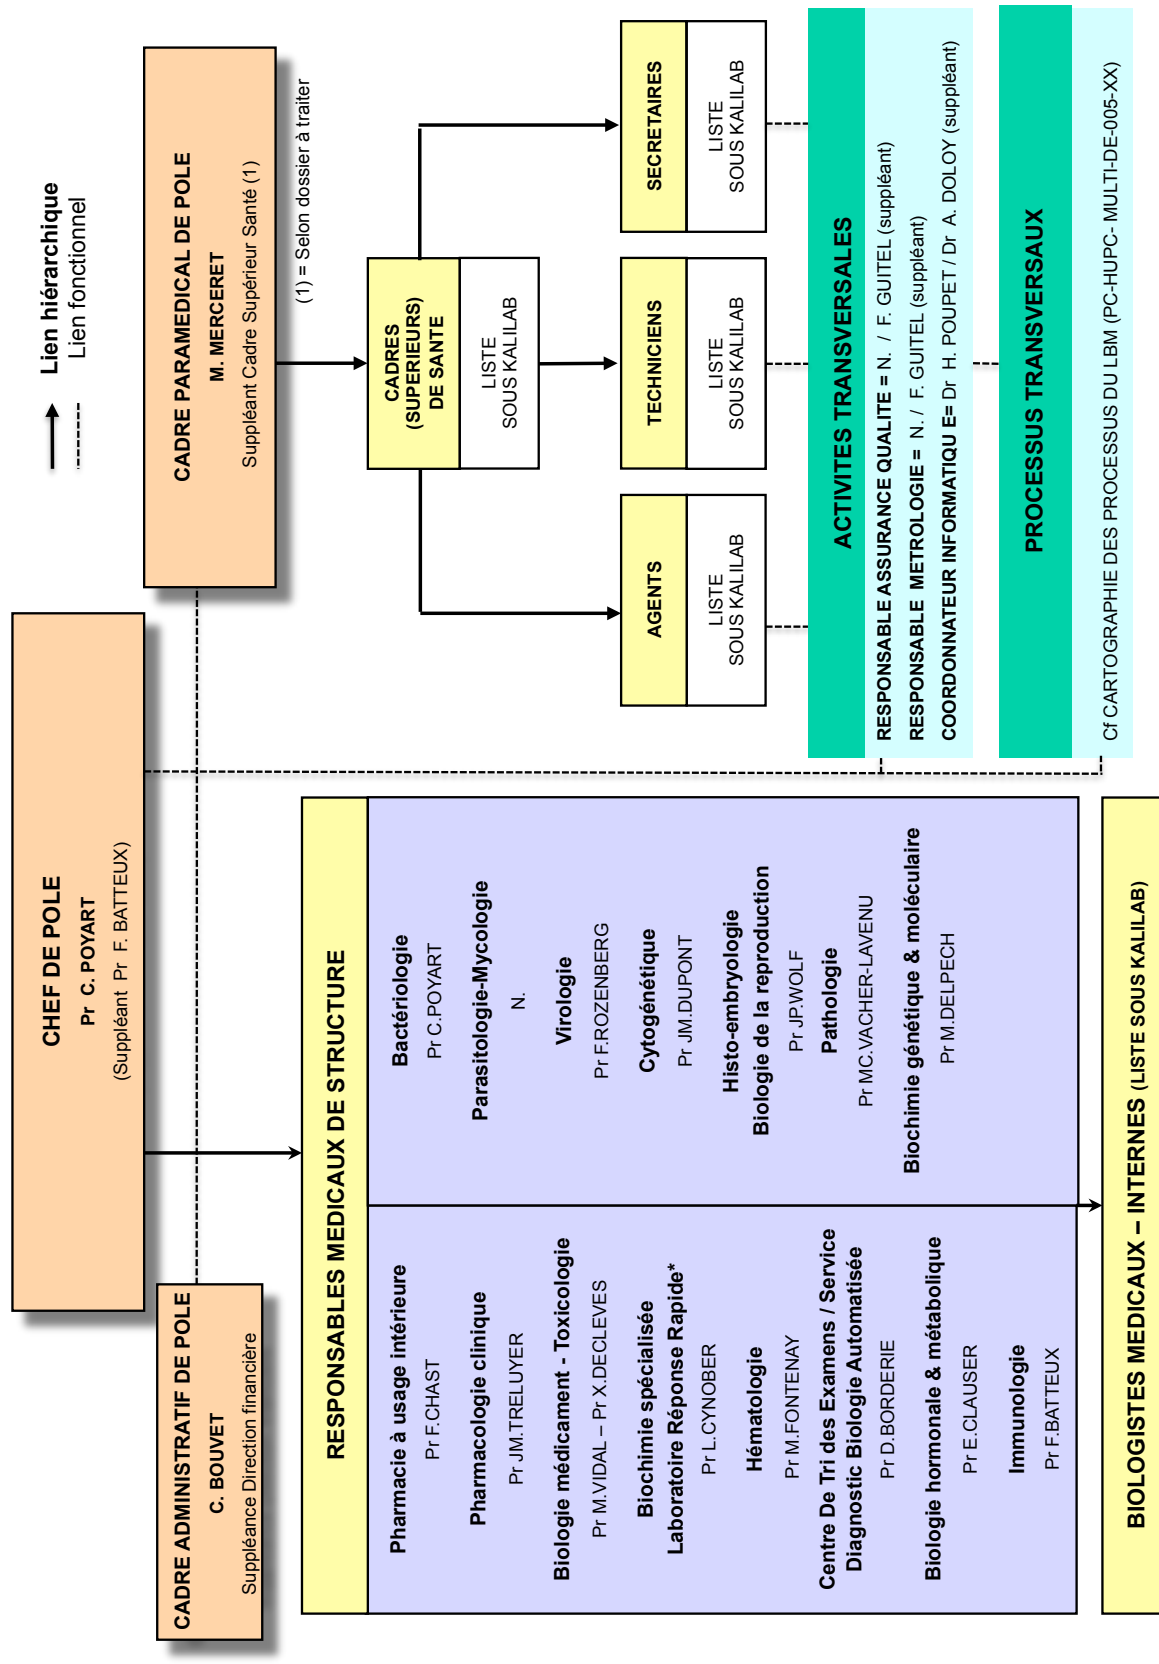 CHEF DE POLE
Pr C. POYART
(Suppléant Pr F. BATTEUX)
Lien hiérarchique
Lien fonctionnel
CADRE ADMINISTRATIF DE POLE
C. BOUVET
Suppléance Direction financière
CADRE PARAMEDICAL DE POLE
M. MERCERET
Suppléant Cadre Supérieur Santé (1)
(1) = Selon dossier à traiter
RESPONSABLES MEDICAUX DE STRUCTURE
Pharmacie à usage intérieure
Pr F.CHAST
Pharmacologie clinique
Pr JM.TRELUYER
Biologie médicament - Toxicologie
Pr M.VIDAL – Pr X.DECLEVES
Biochimie spécialisée
Laboratoire Réponse Rapide*
Pr L.CYNOBER
Hématologie
Pr M.FONTENAY
Centre De Tri des Examens / Service
Diagnostic Biologie Automatisée
Pr D.BORDERIE
Biologie hormonale & métabolique
Pr E.CLAUSER
Immunologie
Pr F.BATTEUX
Bactériologie
Pr C.POYART
Parasitologie-Mycologie
N.
Virologie
Pr F.ROZENBERG
Cytogénétique
Pr JM.DUPONT
Histo-embryologie
Biologie de la reproduction
Pr JP.WOLF
Pathologie
Pr MC.VACHER-LAVENU
Biochimie génétique & moléculaire
Pr M.DELPECH
BIOLOGISTES MEDICAUX – INTERNES (LISTE SOUS KALILAB)
CADRES
(SUPERIEURS)
DE SANTE
LISTE
SOUS KALILAB
AGENTS
LISTE
SOUS KALILAB
TECHNICIENS
LISTE
SOUS KALILAB
SECRETAIRES
LISTE
SOUS KALILAB
ACTIVITES TRANSVERSALES
RESPONSABLE ASSURANCE QUALITE = N. / F. GUITEL (suppléant)
RESPONSABLE METROLOGIE = N. / F. GUITEL (suppléant)
COORDONNATEUR INFORMATIQU E= Dr H. POUPET / Dr A. DOLOY (suppléant)
PROCESSUS TRANSVERSAUX
Cf CARTOGRAPHIE DES PROCESSUS DU LBM (PC-HUPC- MULTI-DE-005-XX)